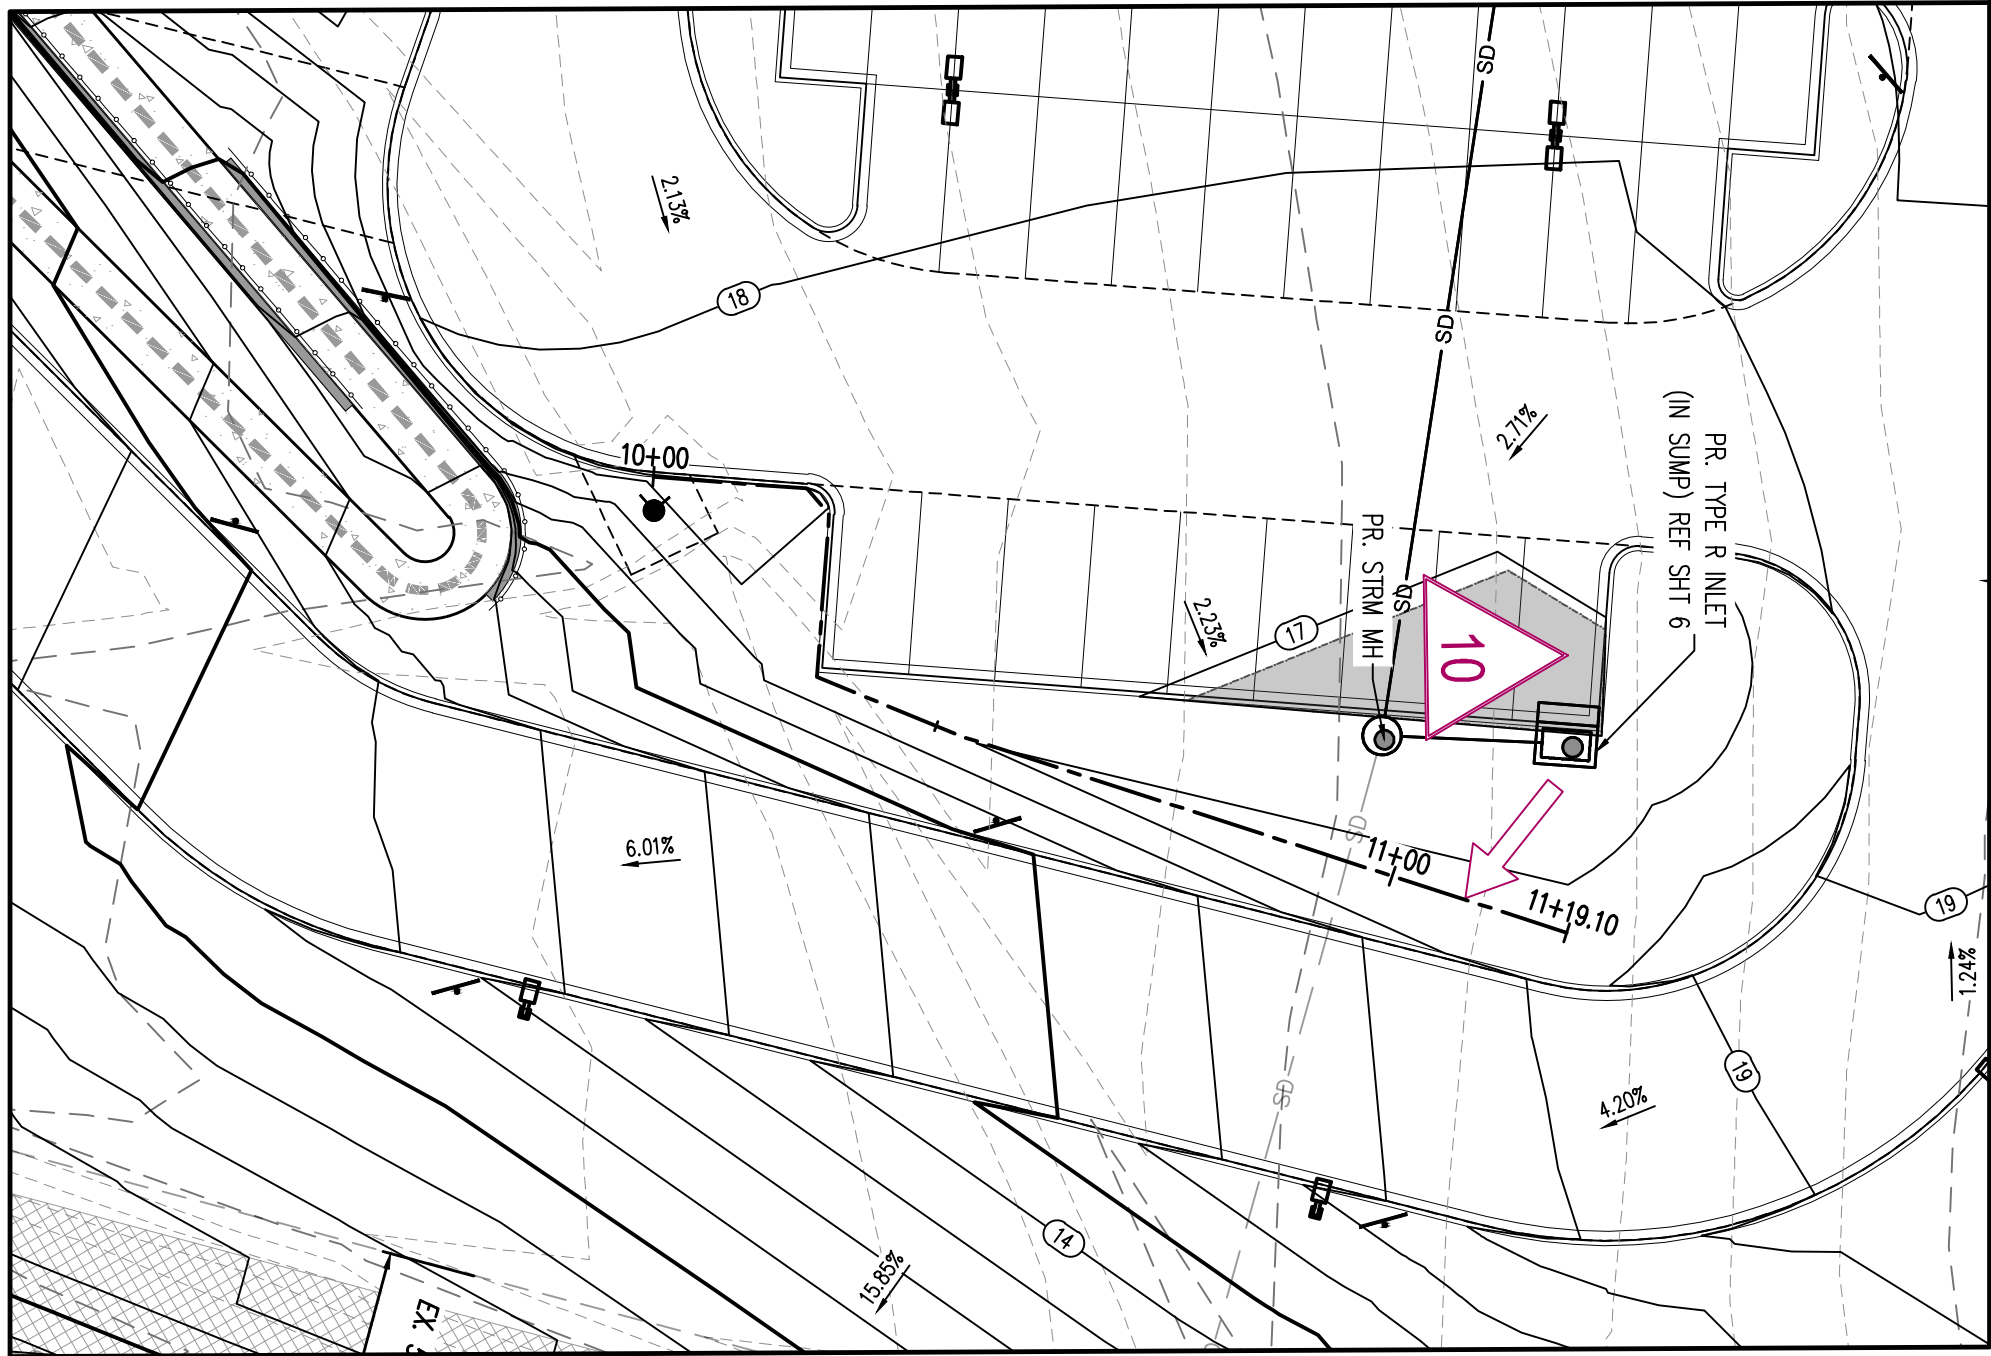 SD
2.13%
18
SD
2.71%
PR. TYPE R INLET
(IN SUMP) REF SHT 6
10+00
PR. STRM MH
SD
2.23%
17
10
SD
11+00
11+19.10
6.01%
19
1.24%
19
4.20%
SD
14
15.85%
EX.